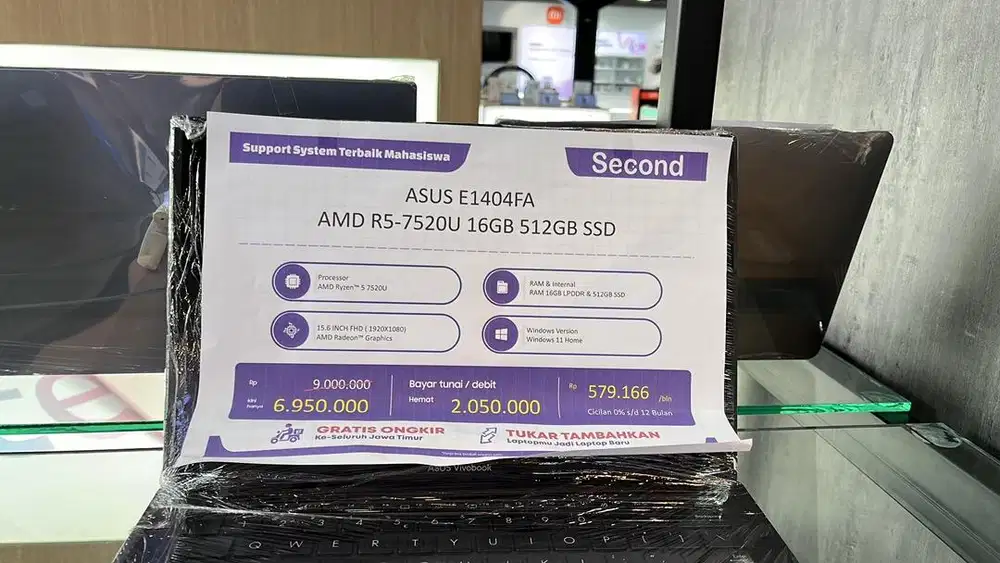 Support System Terbaik Mahasiswa
Second
ASUS E1404FA
AMD R5-7520U 16GB 512GB SSD
Processor
AMD Ryzen™ 5 7520U
RAM & Internal
RAM 16GB LPDDR & 512GB SSD
15.6 INCH FHD ( 1920X1080)
AMD Radeon™ Graphics
Windows Version
Windows 11 Home
Rp 9.000.000
kini hanya! 6.950.000
Bayar tunai / debit
Hemat 2.050.000
Rp 579.166 /bln
Cicilan 0% s/d 12 Bulan
GRATIS ONGKIR
Ke-Seluruh Jawa Timur
TUKAR TAMBAHKAN
Laptopmu Jadi Laptop Baru
ASUS Vivobook
Q W E R T Y U I O P